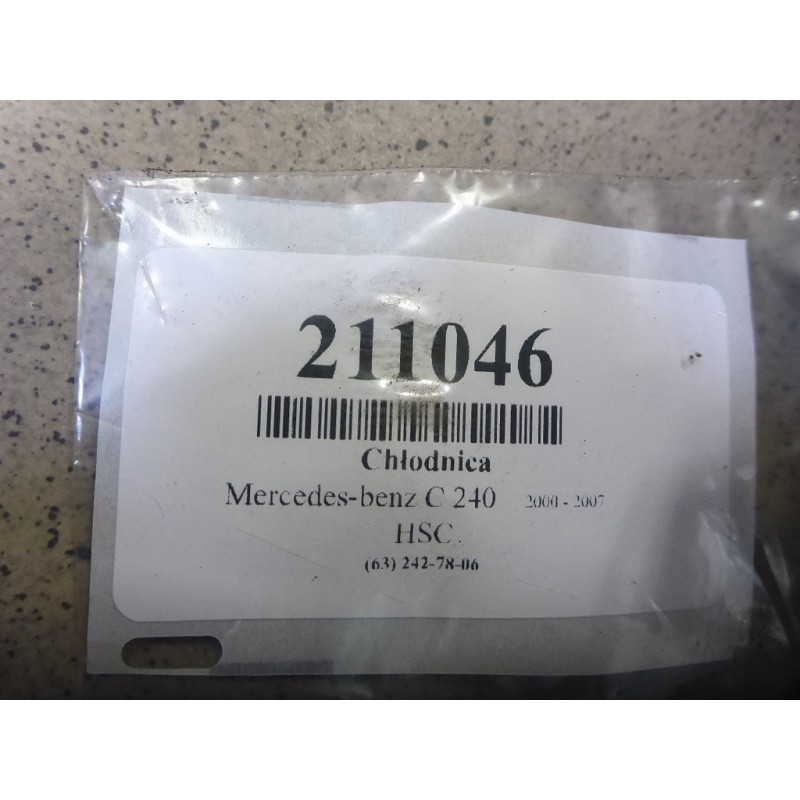 211046
Chłodnica
Mercedes-benz C 240 2000 - 2007
HSC
(63) 242-78-06